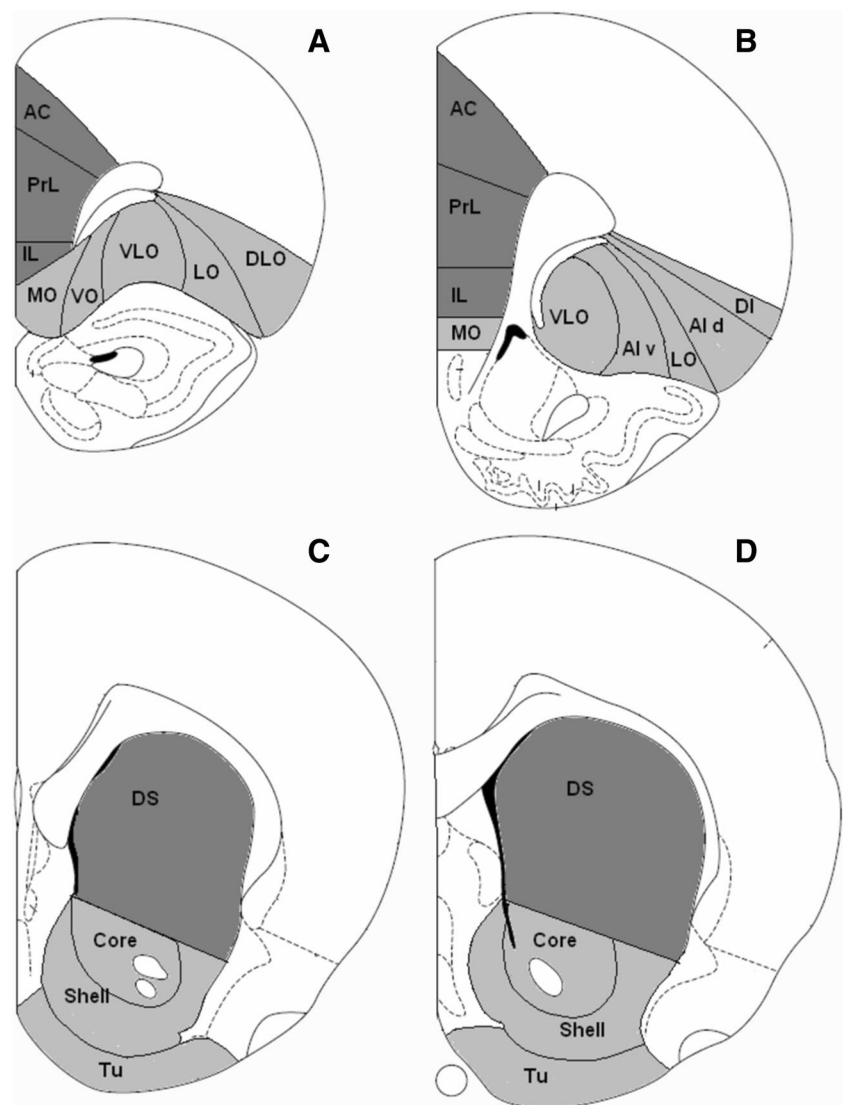 A
AC
PrL
IL
MO
VO
VLO
LO
DLO
B
AC
PrL
IL
MO
VLO
AI v
LO
AI d
DI
C
DS
Core
Shell
Tu
D
DS
Core
Shell
Tu